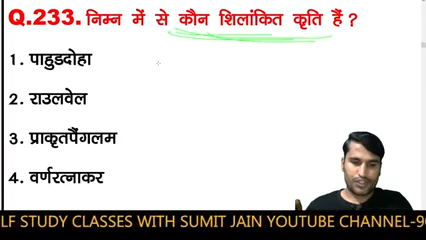 Q.233. निम्न में से कौन शिलांकित कृति हैं ?
1. पाहुडदोहा
2. राउलवेल
3. प्राकृतपैंगलम
4. वर्णरत्नाकर
LF STUDY CLASSES WITH SUMIT JAIN YOUTUBE CHANNEL-9